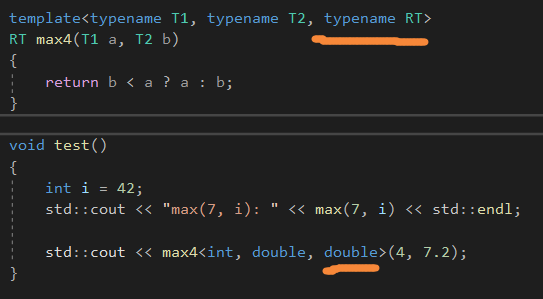 template<typename T1, typename T2, typename RT>
RT max4(T1 a, T2 b)
{
return b < a ? a : b;
}
void test()
{
int i = 42;
std::cout << "max(7, i): " << max(7, i) << std::endl;
std::cout << max4<int, double, double>(4, 7.2);
}